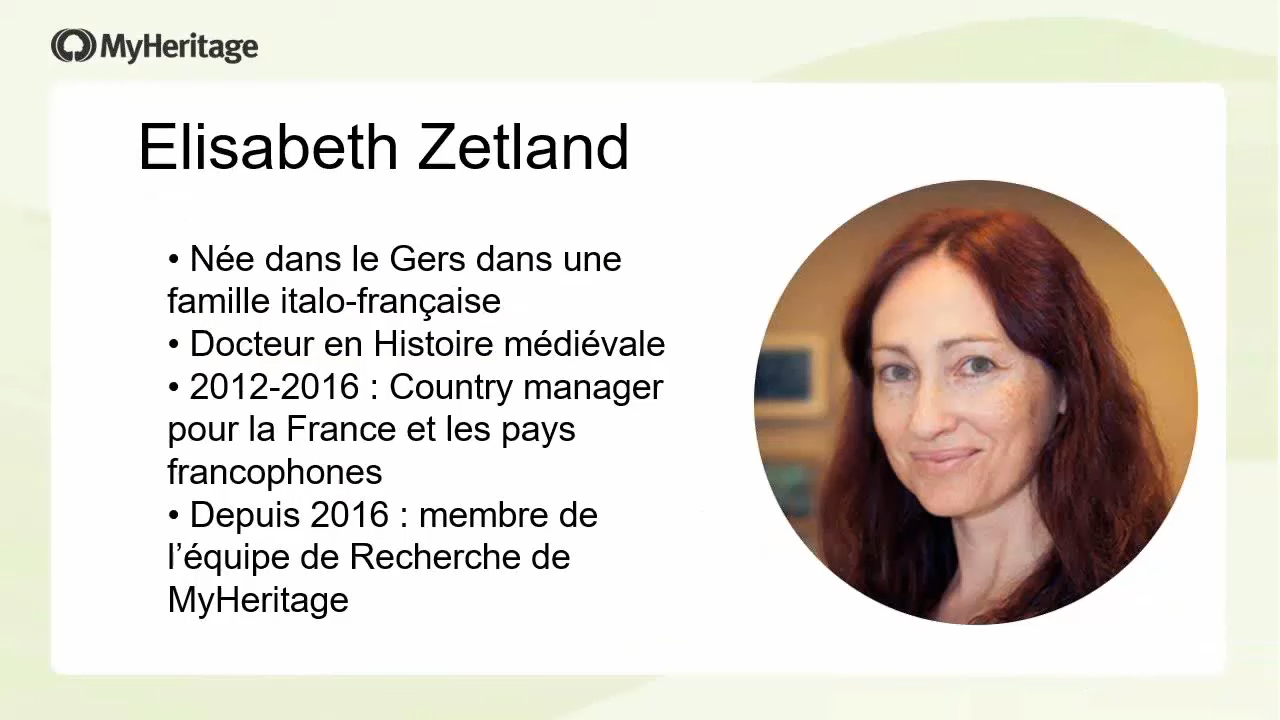 MyHeritage
Elisabeth Zetland
• Née dans le Gers dans une
famille italo-française
• Docteur en Histoire médiévale
• 2012-2016 : Country manager
pour la France et les pays
francophones
• Depuis 2016 : membre de
l’équipe de Recherche de
MyHeritage